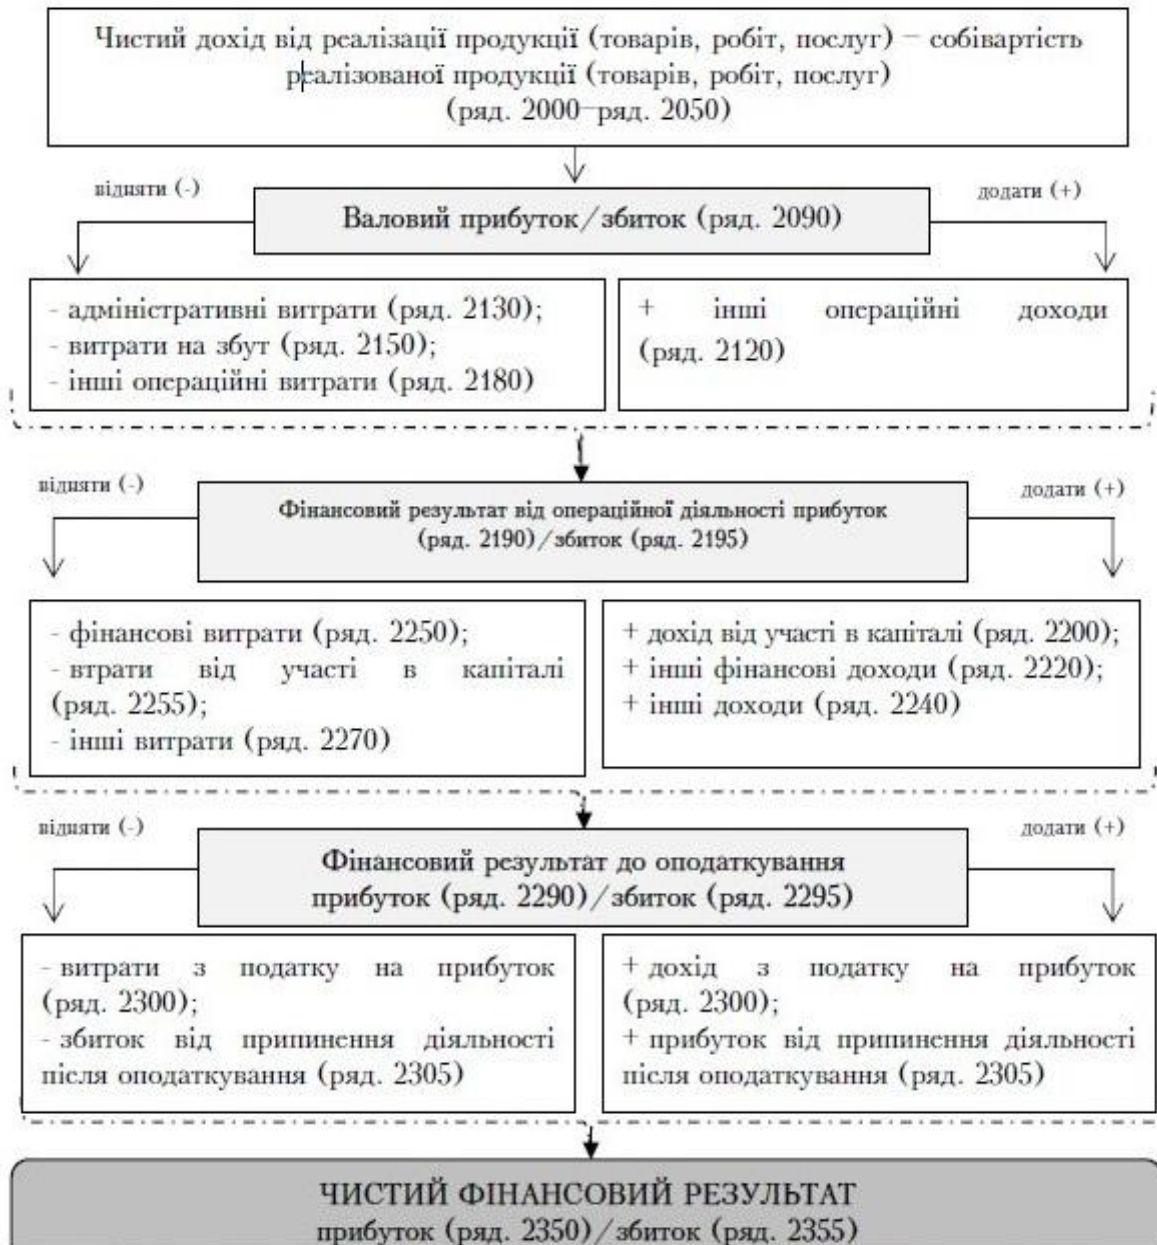 Чистий дохід від реалізації продукції (товарів, робіт, послуг) – собівартість
реалізованої продукції (товарів, робіт, послуг)
(ряд. 2000–ряд. 2050)
відняти (-)
додати (+)
Валовий прибуток/збиток (ряд. 2090)
- адміністративні витрати (ряд. 2130);
- витрати на збут (ряд. 2150);
- інші операційні витрати (ряд. 2180)
+ інші операційні доходи
(ряд. 2120)
відняти (-)
додати (+)
Фінансовий результат від операційної діяльності прибуток
(ряд. 2190)/збиток (ряд. 2195)
- фінансові витрати (ряд. 2250);
- втрати від участі в капіталі
(ряд. 2255);
- інші витрати (ряд. 2270)
+ дохід від участі в капіталі (ряд. 2200);
+ інші фінансові доходи (ряд. 2220);
+ інші доходи (ряд. 2240)
відняти (-)
додати (+)
Фінансовий результат до оподаткування
прибуток (ряд. 2290)/збиток (ряд. 2295)
- витрати з податку на прибуток
(ряд. 2300);
- збиток від припинення діяльності
після оподаткування (ряд. 2305)
+ дохід з податку на прибуток
(ряд. 2300);
+ прибуток від припинення діяльності
після оподаткування (ряд. 2305)
ЧИСТИЙ ФІНАНСОВИЙ РЕЗУЛЬТАТ
прибуток (ряд. 2350)/збиток (ряд. 2355)